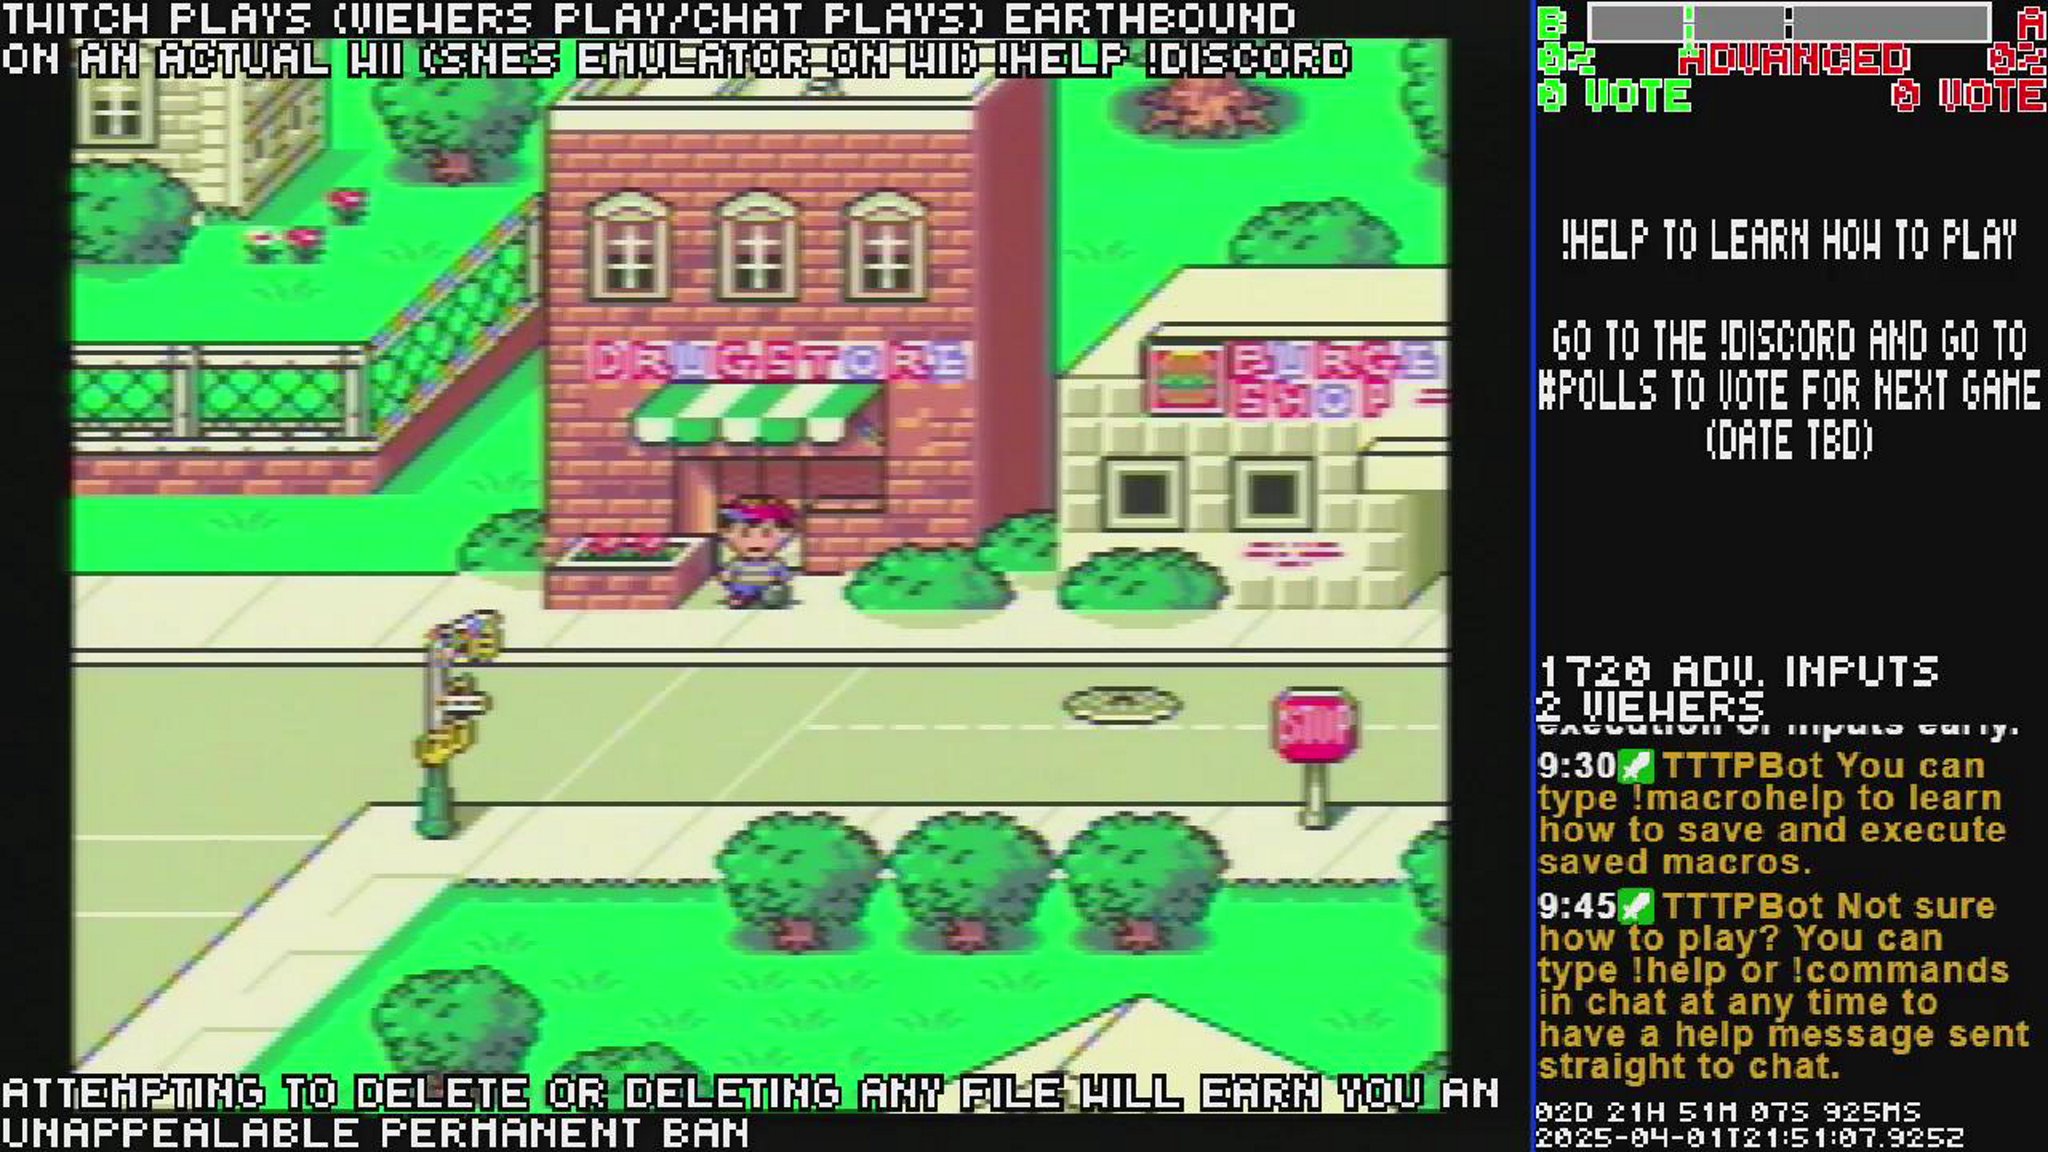 TWITCH PLAYS (VIEWERS PLAY/CHAT PLAYS) EARTHBOUND
ON AN ACTUAL WII (SNES EMULATOR ON WII) !HELP !DISCORD
B
A
0%
ADVANCED
0%
0 VOTE
0 VOTE
!HELP TO LEARN HOW TO PLAY
GO TO THE !DISCORD AND GO TO
#POLLS TO VOTE FOR NEXT GAME
(DATE TBD)
DRUGSTORE
BURGE
SHOP
STOP
1720 ADV. INPUTS
2 VIEWERS
execution of inputs early.
9:30 TTTPBot You can
type !macrohelp to learn
how to save and execute
saved macros.
9:45 TTTPBot Not sure
how to play? You can
type !help or !commands
in chat at any time to
have a help message sent
straight to chat.
02D 21H 51M 07S 925MS
2025-04-01T21:51:07.925Z
ATTEMPTING TO DELETE OR DELETING ANY FILE WILL EARN YOU AN
UNAPPEALABLE PERMANENT BAN